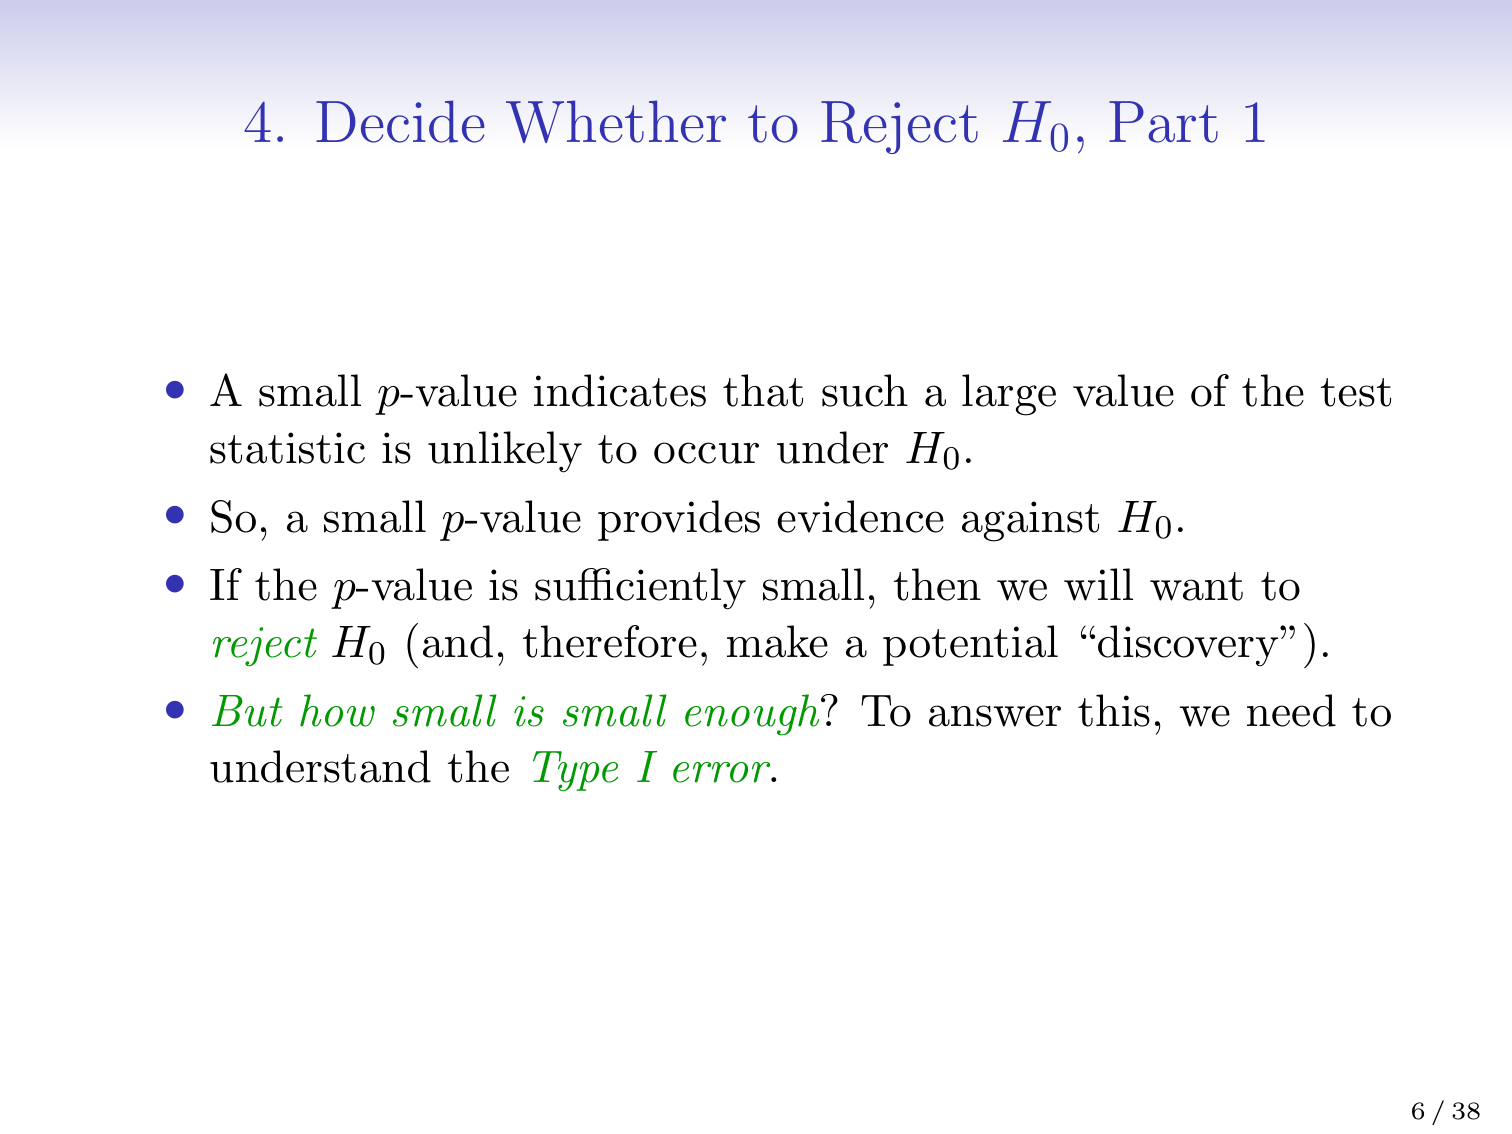 4. Decide Whether to Reject H₀, Part 1
• A small p-value indicates that such a large value of the test
statistic is unlikely to occur under H₀.
• So, a small p-value provides evidence against H₀.
• If the p-value is sufficiently small, then we will want to
reject H₀ (and, therefore, make a potential “discovery”).
• But how small is small enough? To answer this, we need to
understand the Type I error.
6 / 38